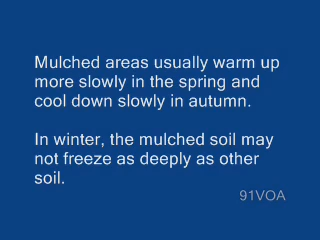 Mulched areas usually warm up
more slowly in the spring and
cool down slowly in autumn.
In winter, the mulched soil may
not freeze as deeply as other
soil.
91VOA